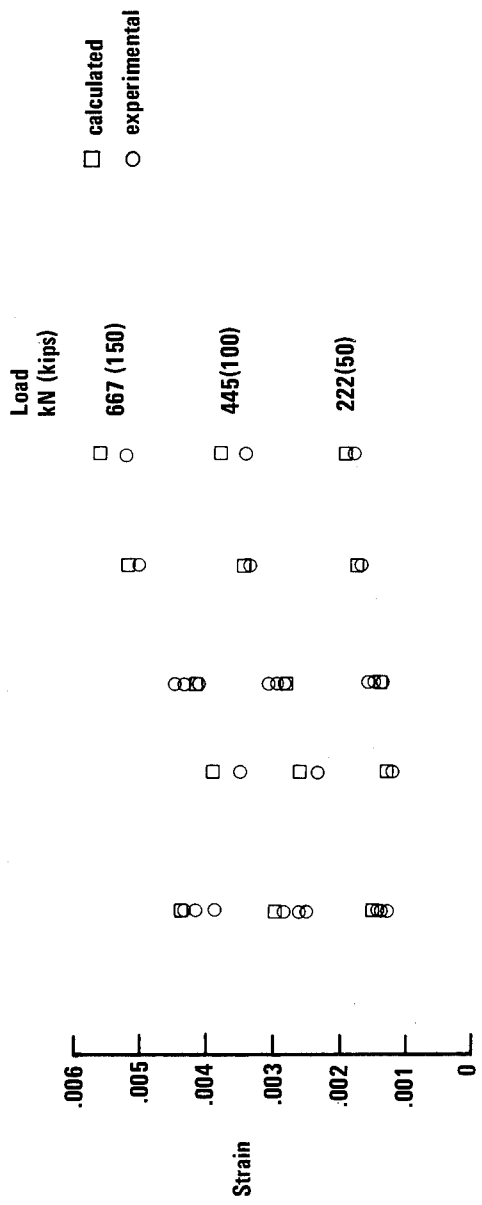 calculated
experimental
Load
kN (kips)
667 (150)
445(100)
222(50)
.006
.005
.004
.003
.002
.001
0
Strain